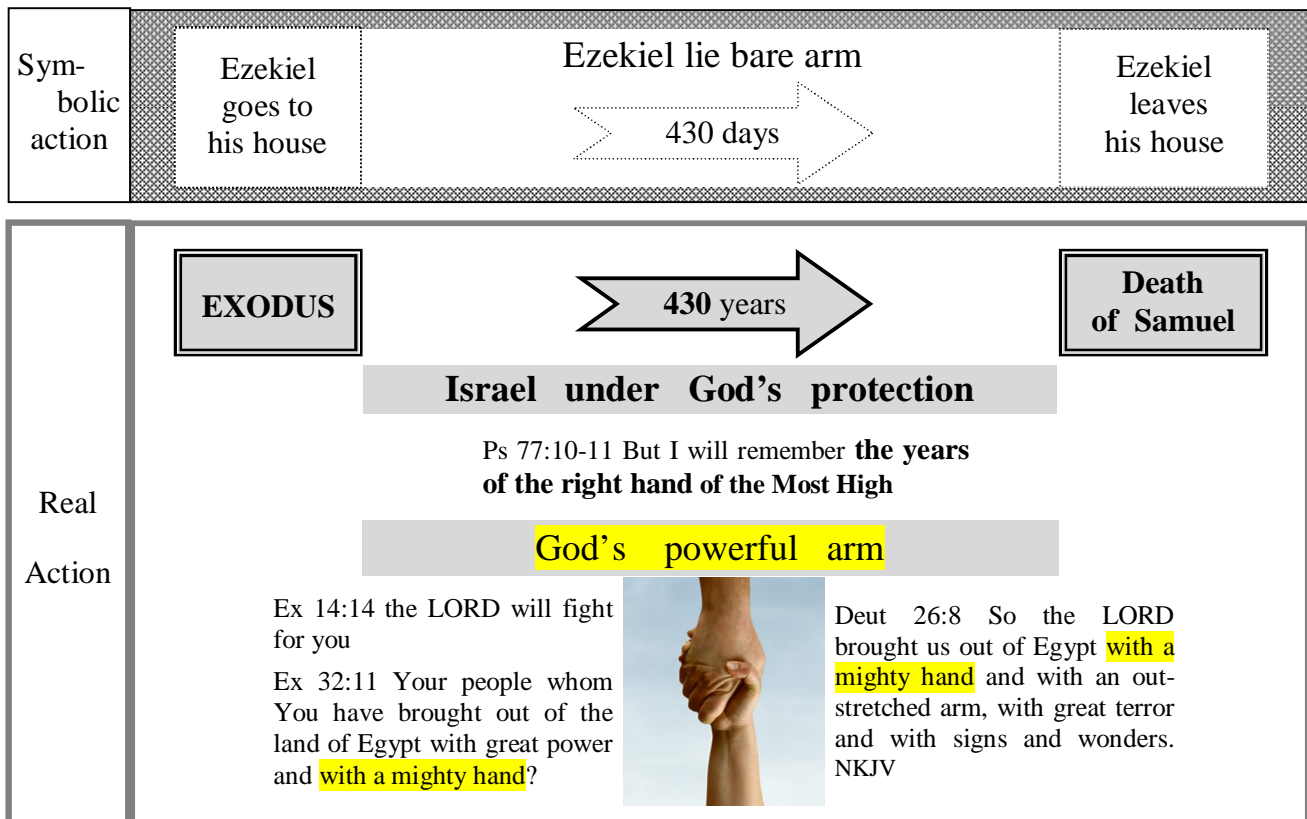 Sym-
bolic
action
Ezekiel
goes to
his house
Ezekiel lie bare arm
430 days
Ezekiel
leaves
his house
Real
Action
EXODUS
430 years
Death
of Samuel
Israel under God’s protection
Ps 77:10-11 But I will remember the years
of the right hand of the Most High
God’s powerful arm
Ex 14:14 the LORD will fight
for you
Ex 32:11 Your people whom
You have brought out of the
land of Egypt with great power
and with a mighty hand?
Deut 26:8 So the LORD
brought us out of Egypt with a
mighty hand and with an out-
stretched arm, with great terror
and with signs and wonders.
NKJV